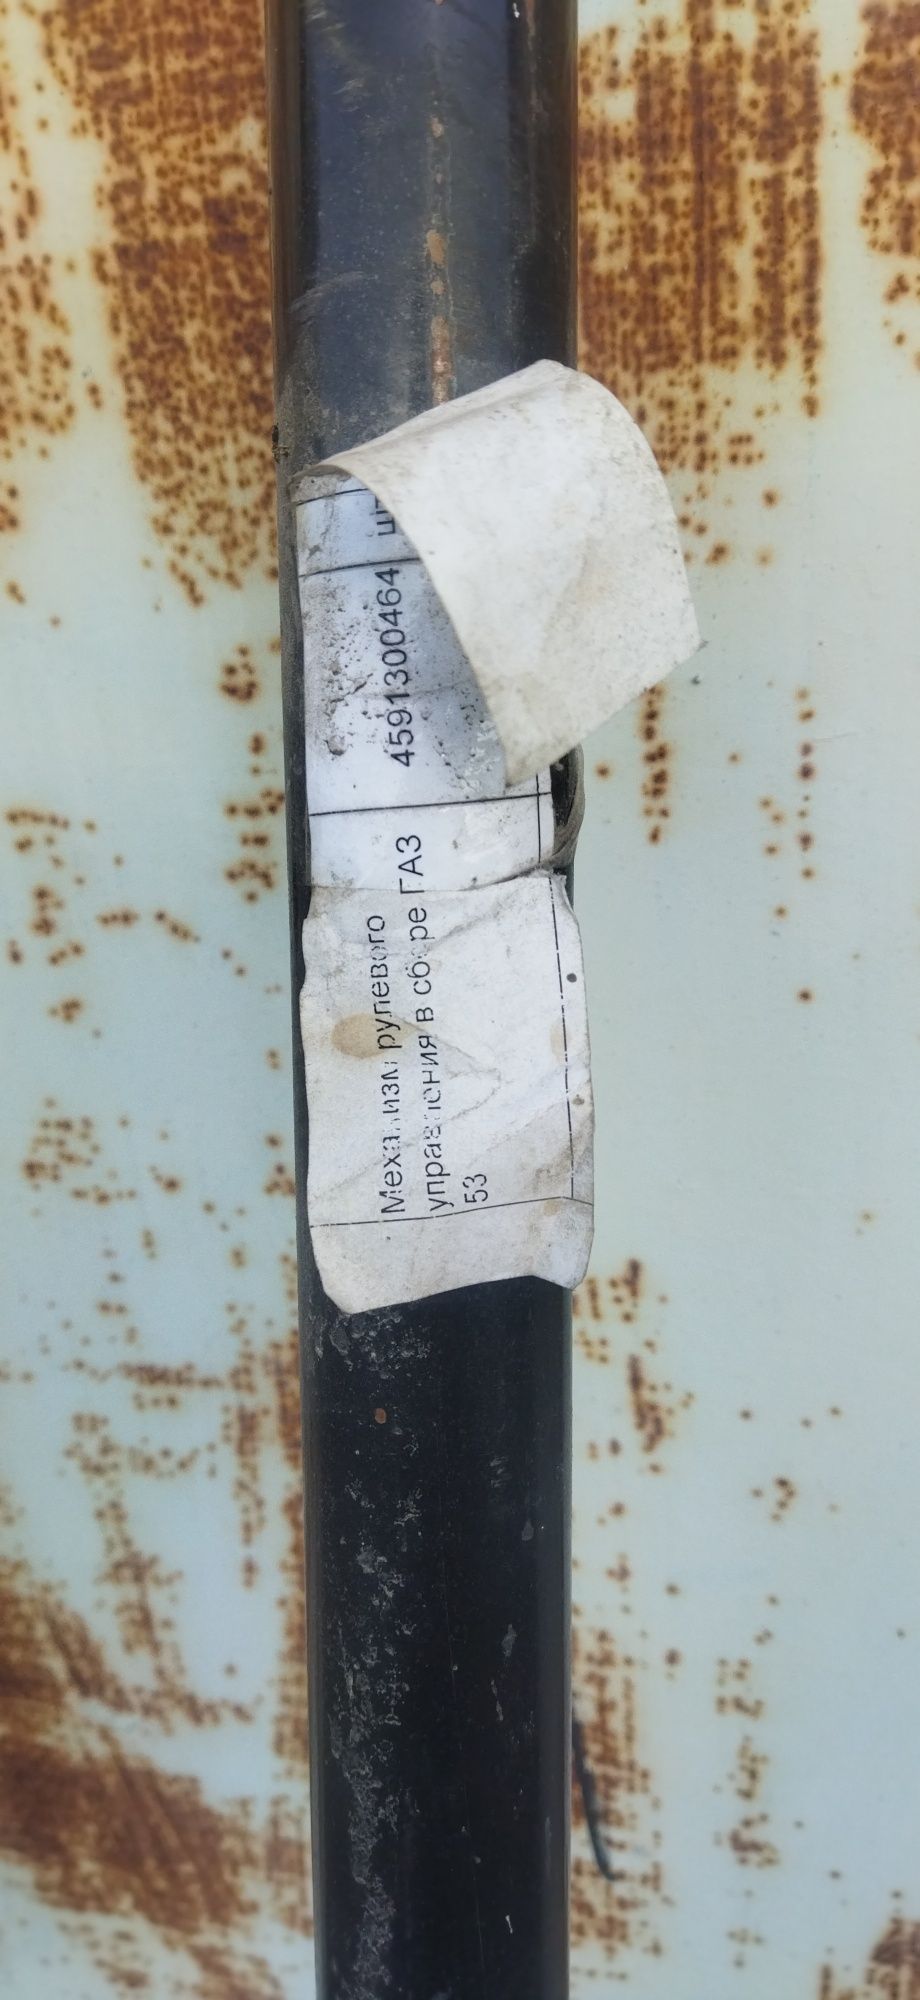 Механизм рулевого
управления в сборе ГАЗ
53
4591300464